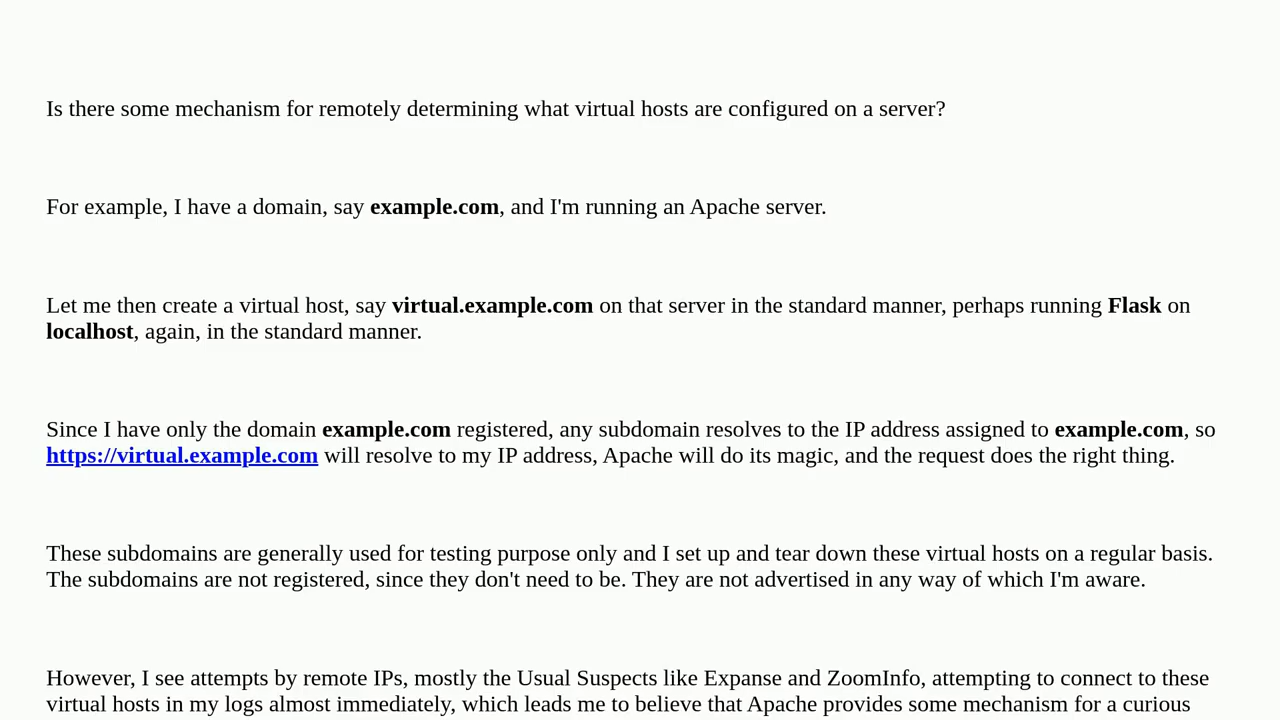 Is there some mechanism for remotely determining what virtual hosts are configured on a server?
For example, I have a domain, say example.com, and I'm running an Apache server.
Let me then create a virtual host, say virtual.example.com on that server in the standard manner, perhaps running Flask on
localhost, again, in the standard manner.
Since I have only the domain example.com registered, any subdomain resolves to the IP address assigned to example.com, so
https://virtual.example.com will resolve to my IP address, Apache will do its magic, and the request does the right thing.
These subdomains are generally used for testing purpose only and I set up and tear down these virtual hosts on a regular basis.
The subdomains are not registered, since they don't need to be. They are not advertised in any way of which I'm aware.
However, I see attempts by remote IPs, mostly the Usual Suspects like Expanse and ZoomInfo, attempting to connect to these
virtual hosts in my logs almost immediately, which leads me to believe that Apache provides some mechanism for a curious